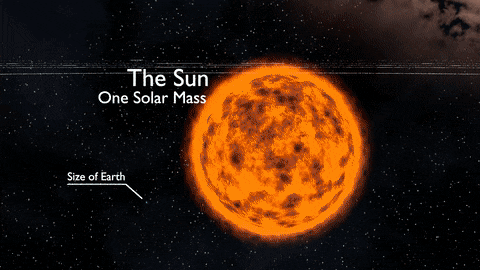 The Sun
One Solar Mass
Size of Earth